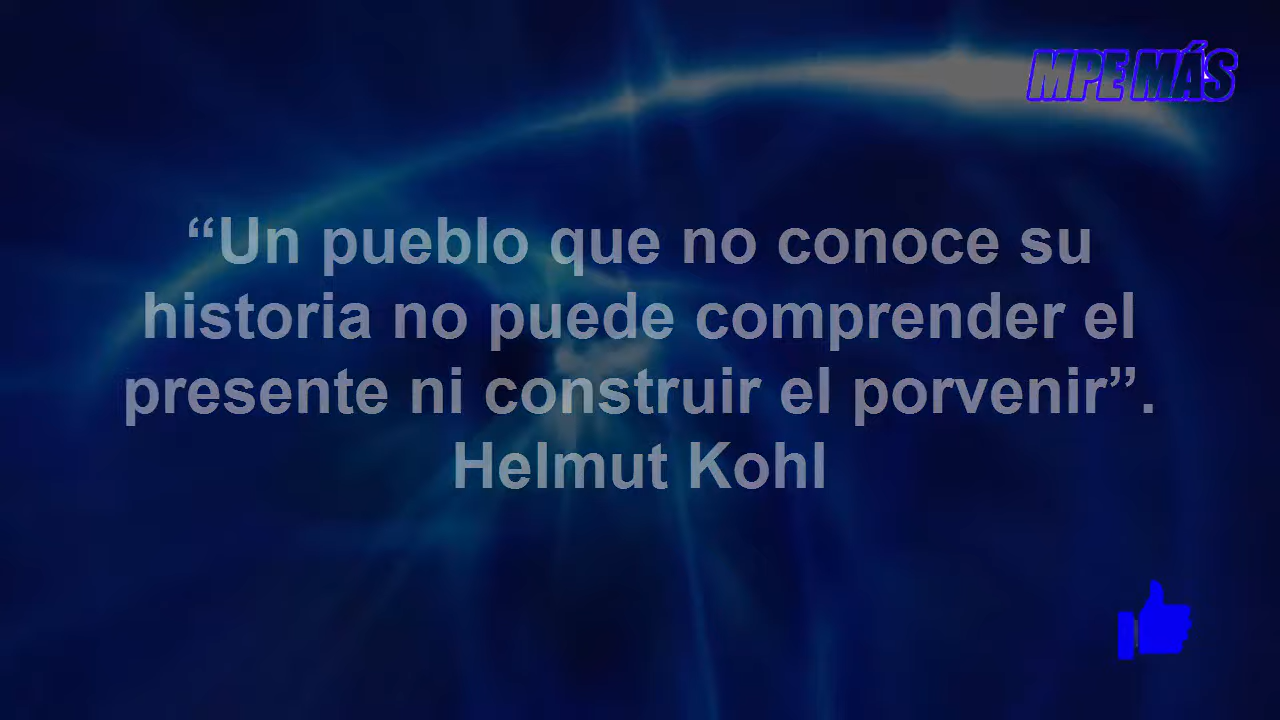 MPE MÁS
“Un pueblo que no conoce su
historia no puede comprender el
presente ni construir el porvenir”.
Helmut Kohl